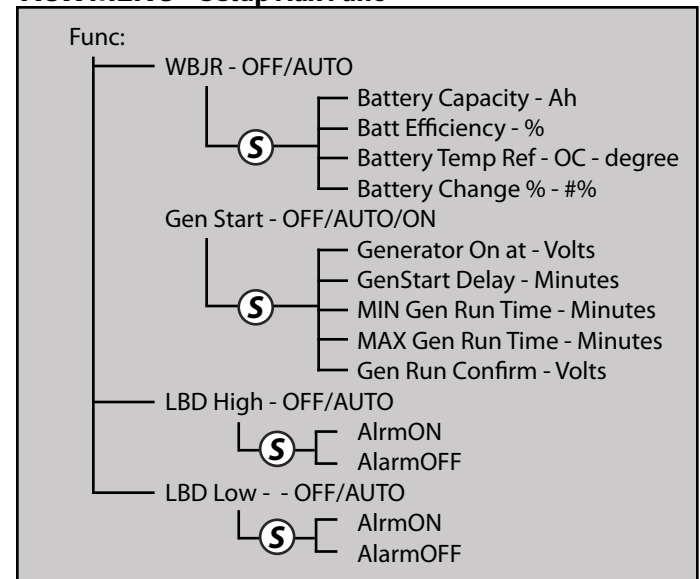 Func:
WBJR - OFF/AUTO
Battery Capacity - Ah
Batt Efficiency - %
S
Battery Temp Ref - OC - degree
Battery Change % - #%
Gen Start - OFF/AUTO/ON
Generator On at - Volts
GenStart Delay - Minutes
S
MIN Gen Run Time - Minutes
MAX Gen Run Time - Minutes
Gen Run Confirm - Volts
LBD High - OFF/AUTO
AlrmON
S
AlarmOFF
LBD Low - - OFF/AUTO
AlrmON
S
AlarmOFF